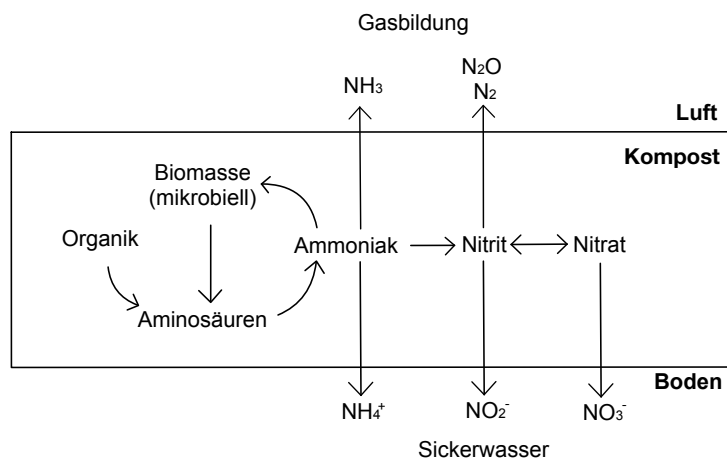 Gasbildung
N₂O
NH₃
N₂
Luft
Kompost
Biomasse
(mikrobiell)
Organik
Ammoniak
Nitrit
Nitrat
Aminosäuren
Boden
NH₄⁺
NO₂⁻
NO₃⁻
Sickerwasser